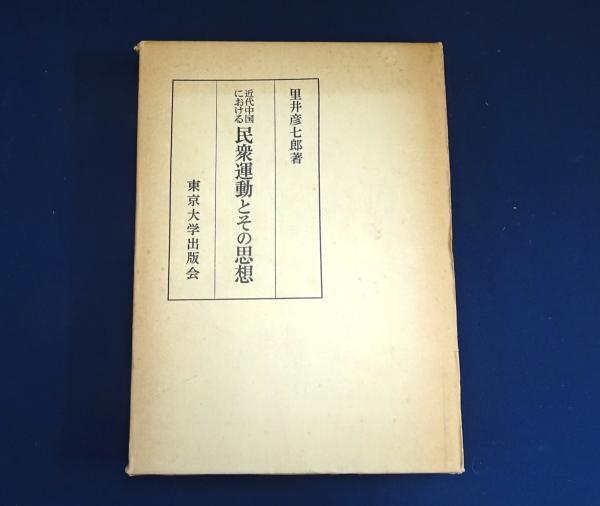 里井彦七郎著
近代中国
における
民衆運動とその思想
東京大学出版会